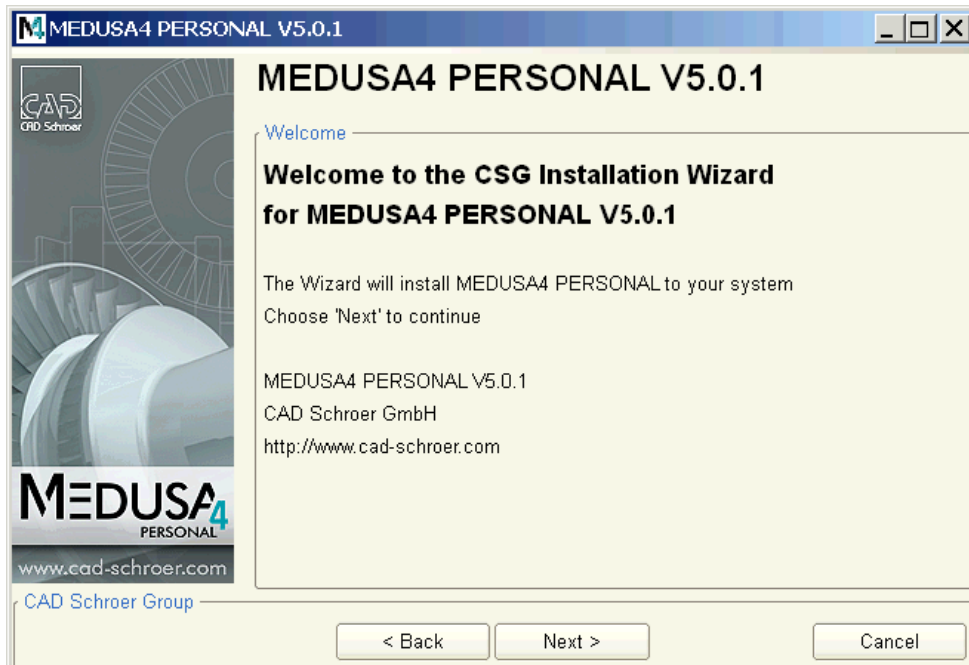 MEDUSA4 PERSONAL V5.0.1
CAD
CAD Schroer
MEDUSA4
PERSONAL
www.cad-schroer.com
MEDUSA4 PERSONAL V5.0.1
Welcome
Welcome to the CSG Installation Wizard
for MEDUSA4 PERSONAL V5.0.1
The Wizard will install MEDUSA4 PERSONAL to your system
Choose 'Next' to continue
MEDUSA4 PERSONAL V5.0.1
CAD Schroer GmbH
http://www.cad-schroer.com
CAD Schroer Group
< Back Next > Cancel